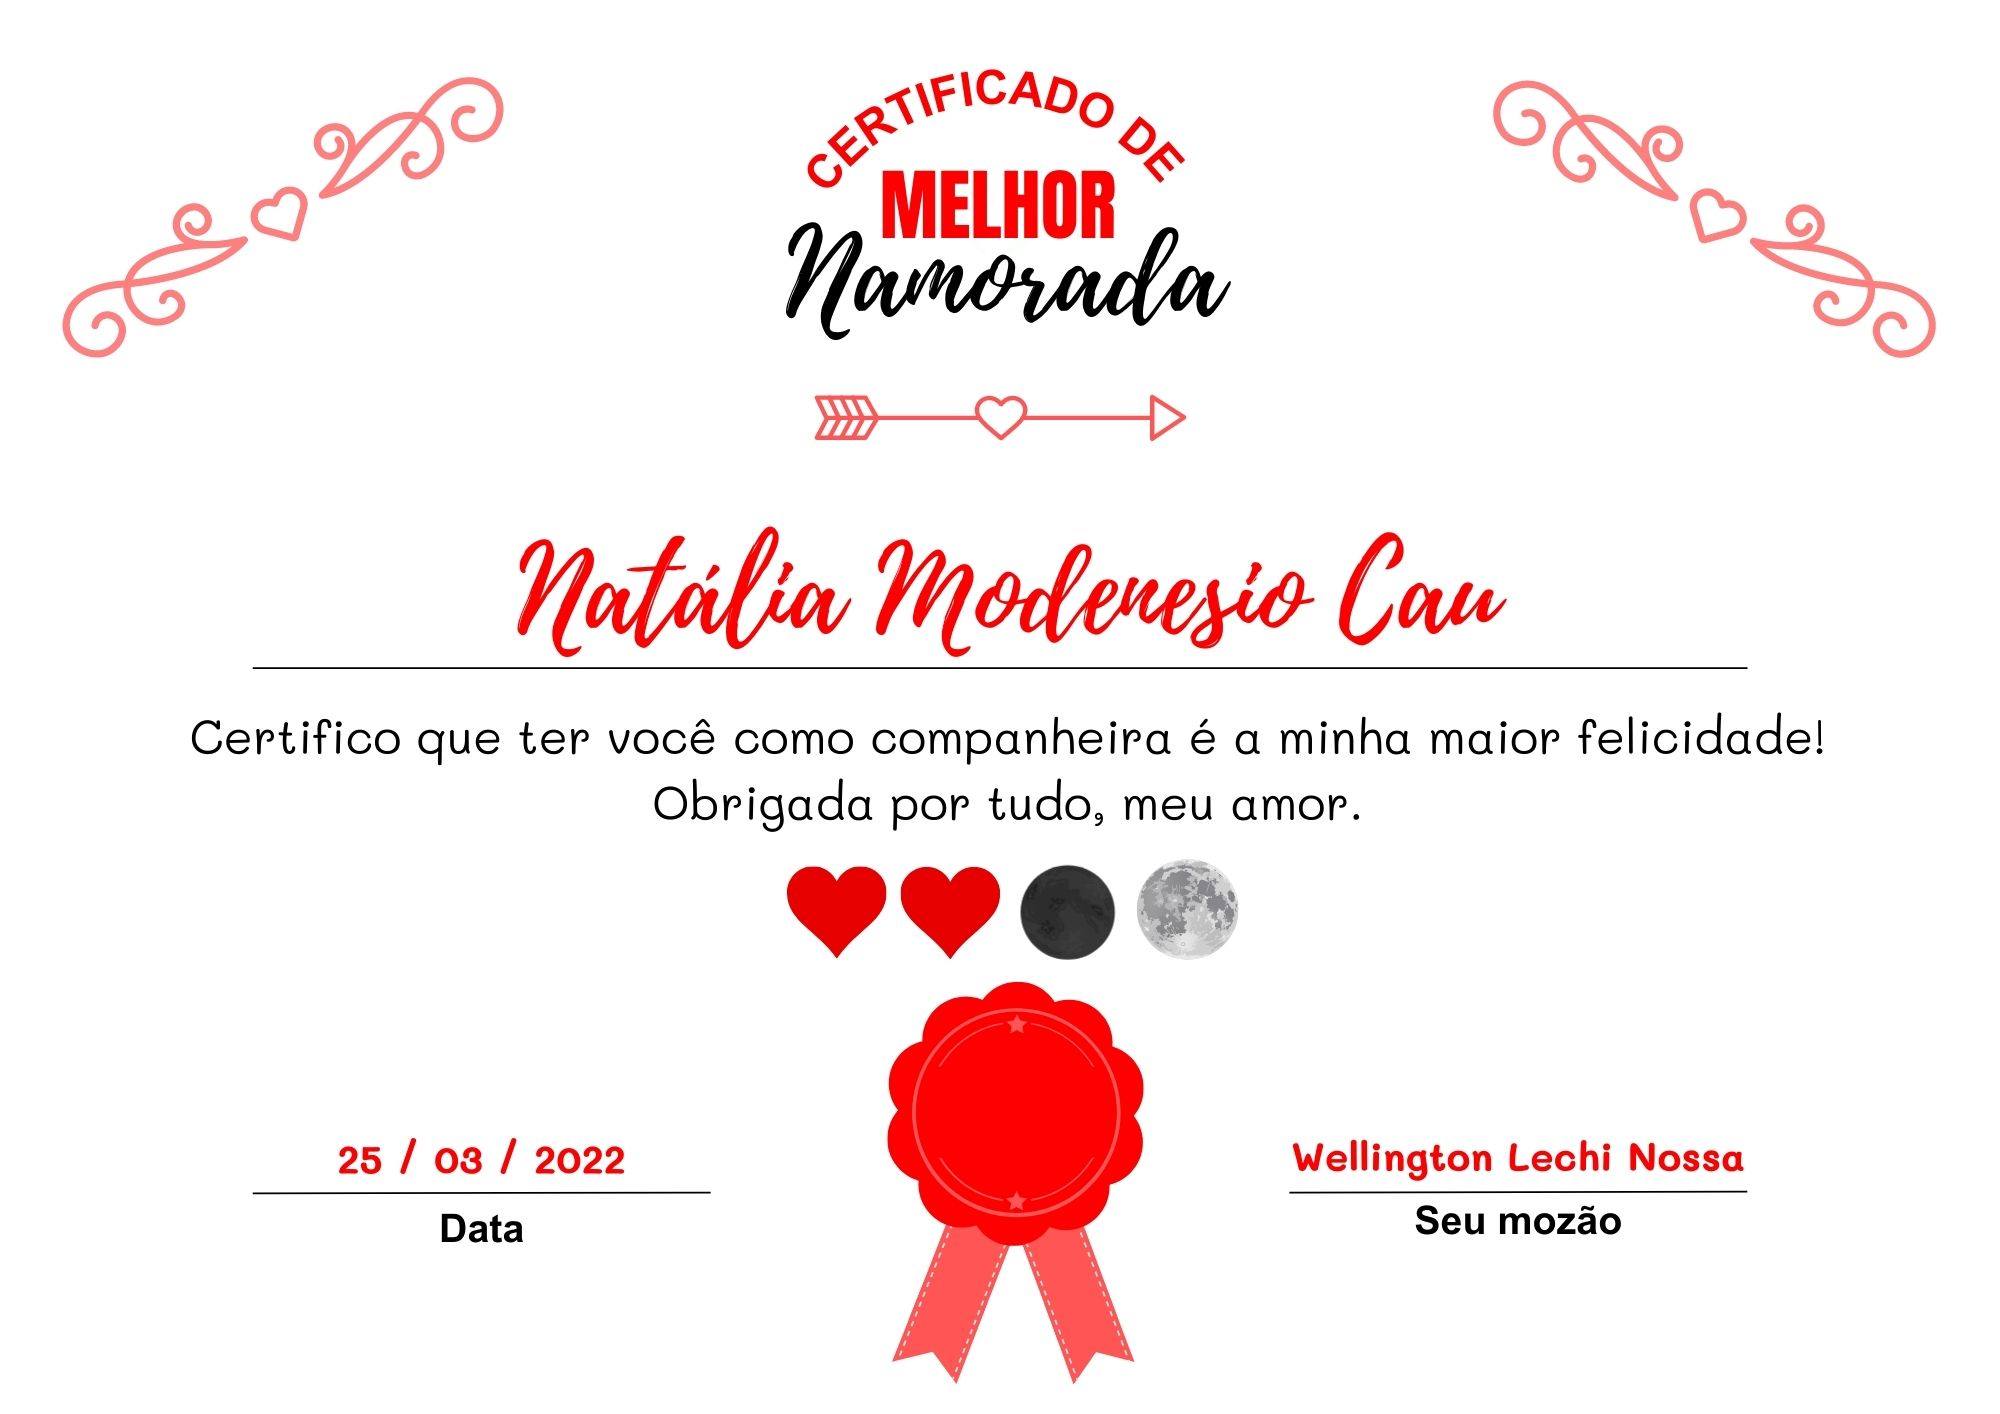 CERTIFICADO DE
MELHOR
Namorada
Natália Modenesio Cau
Certifico que ter você como companheira é a minha maior felicidade!
Obrigada por tudo, meu amor.
25 / 03 / 2022
Data
Wellington Lechi Nossa
Seu mozão